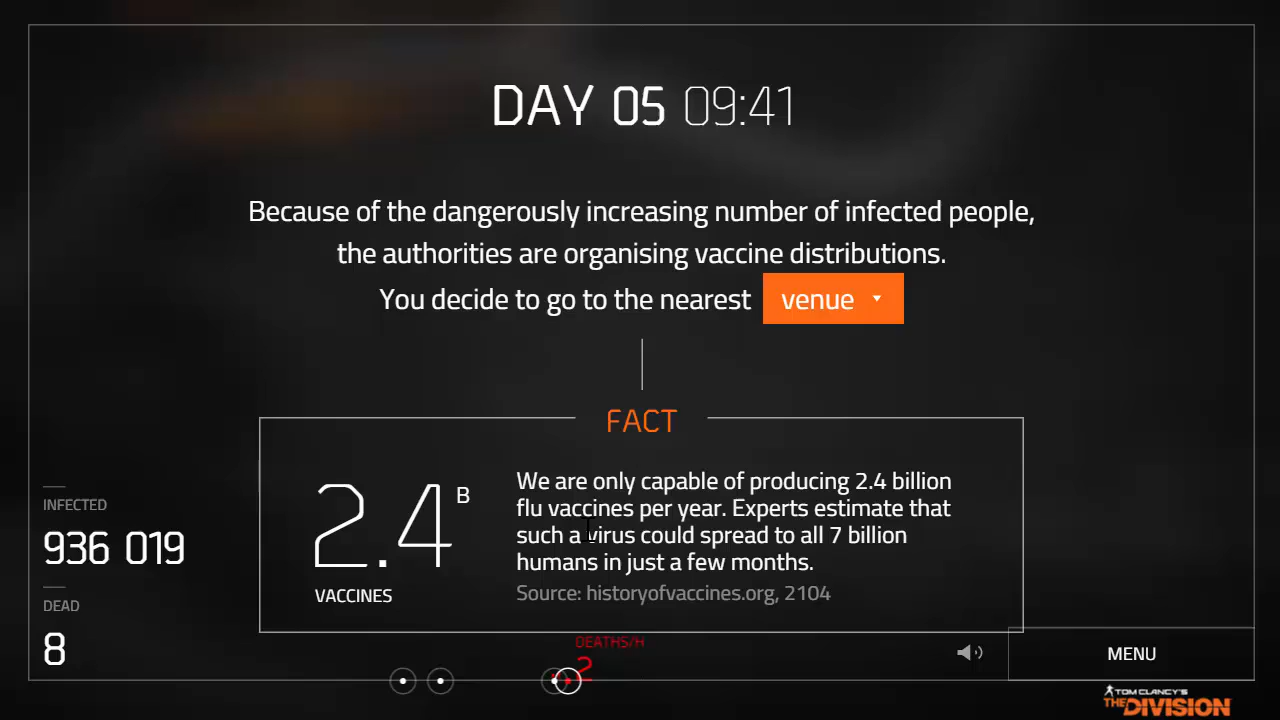 DAY 05 09:41
Because of the dangerously increasing number of infected people,
the authorities are organising vaccine distributions.
You decide to go to the nearest venue
FACT
2.4 B
VACCINES
We are only capable of producing 2.4 billion
flu vaccines per year. Experts estimate that
such a virus could spread to all 7 billion
humans in just a few months.
Source: historyofvaccines.org, 2104
INFECTED
936 019
DEAD
8
DEATHS/H
2
MENU
TOM CLANCY'S
THE DIVISION